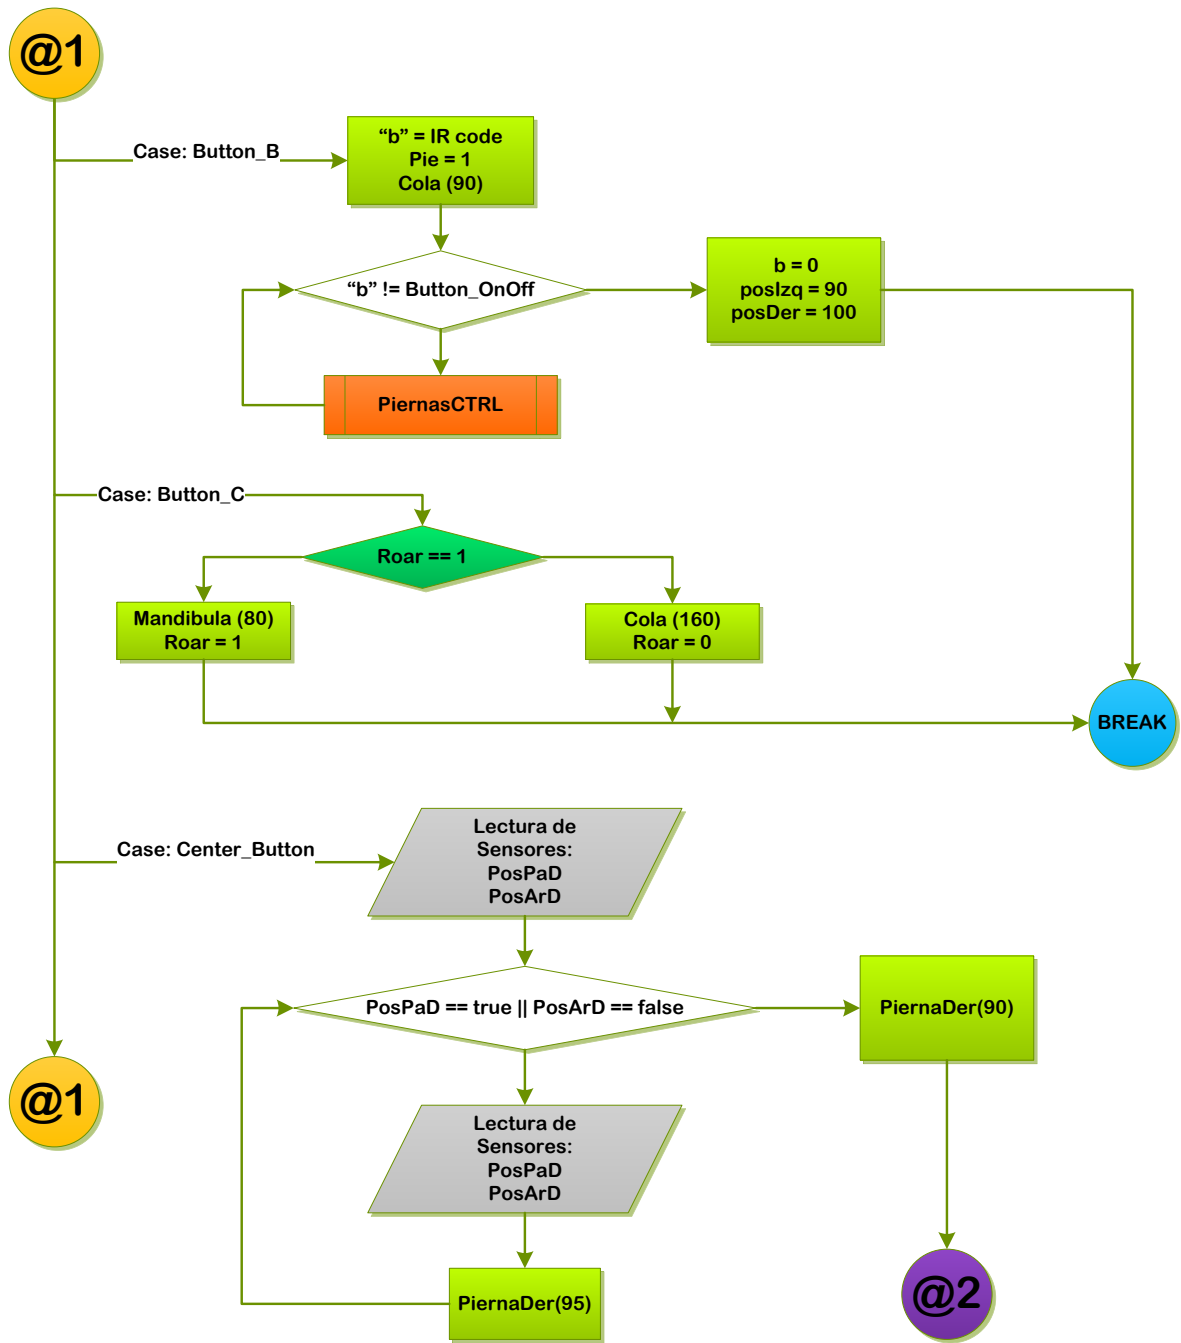 @1
Case: Button_B
“b” = IR code
Pie = 1
Cola (90)
“b” != Button_OnOff
b = 0
posIzq = 90
posDer = 100
PiernasCTRL
Case: Button_C
Roar == 1
Mandibula (80)
Roar = 1
Cola (160)
Roar = 0
BREAK
Case: Center_Button
Lectura de
Sensores:
PosPaD
PosArD
PosPaD == true || PosArD == false
PiernaDer(90)
@1
Lectura de
Sensores:
PosPaD
PosArD
PiernaDer(95)
@2